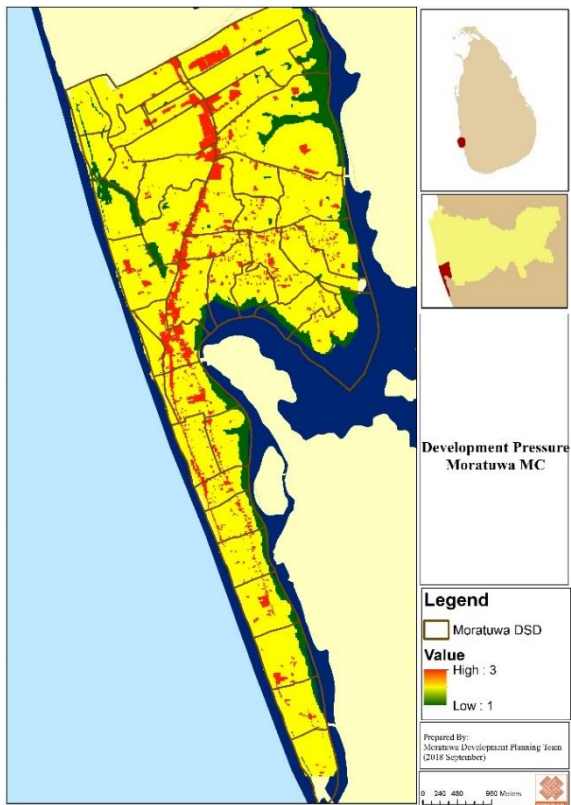 Development Pressure
Moratuwa MC
Legend
Moratuwa DSD
Value
High : 3
Low : 1
Prepared By:
Moratuwa Development Planning Team
(2018 September)
0 240 480 960 Meters